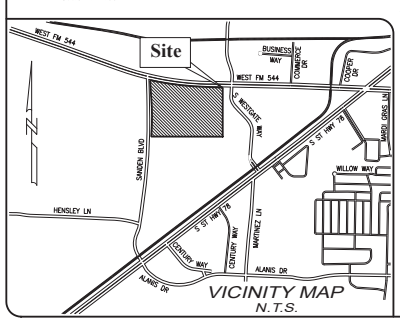 WEST FM 544
Site
BUSINESS
WAY
COMMERCE
DR
COOPER
DR
WEST FM 544
S WESTGATE
WAY
MARDI GRAS LN
N
SANDEN BLVD
S ST HWY 78
WILLOW WAY
HENSLEY LN
S ST HWY 78
MARTINEZ LN
CENTURY WAY
CENTURY WAY
ALANIS DR
ALANIS DR
VICINITY MAP
N.T.S.